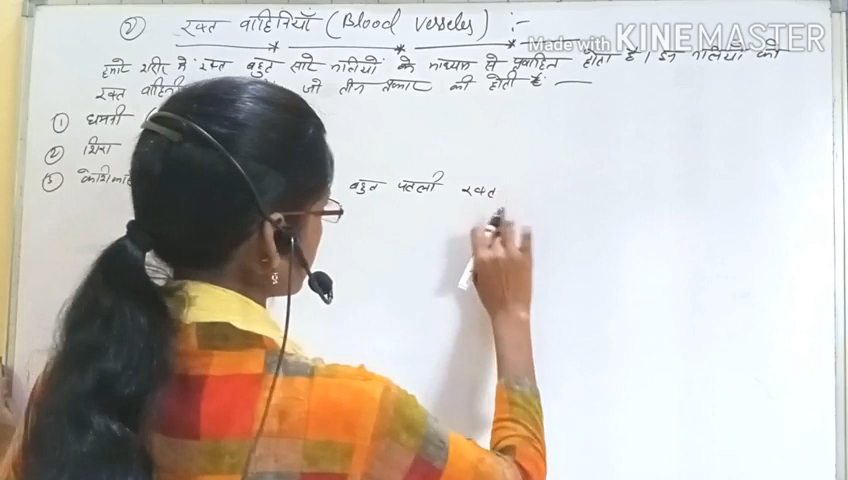 ② रक्त वाहिनियाँ (Blood Vesseles) :-
Made with KINEMASTER
हमारे शरीर में रक्त बहुत सारे नलियों के माध्यम से प्रवाहित होता है। इन नलियों को
रक्त वाहिनी जो तीन प्रकार की होती है —
① धमनी
② शिरा
③ बहुत पतली रक्त